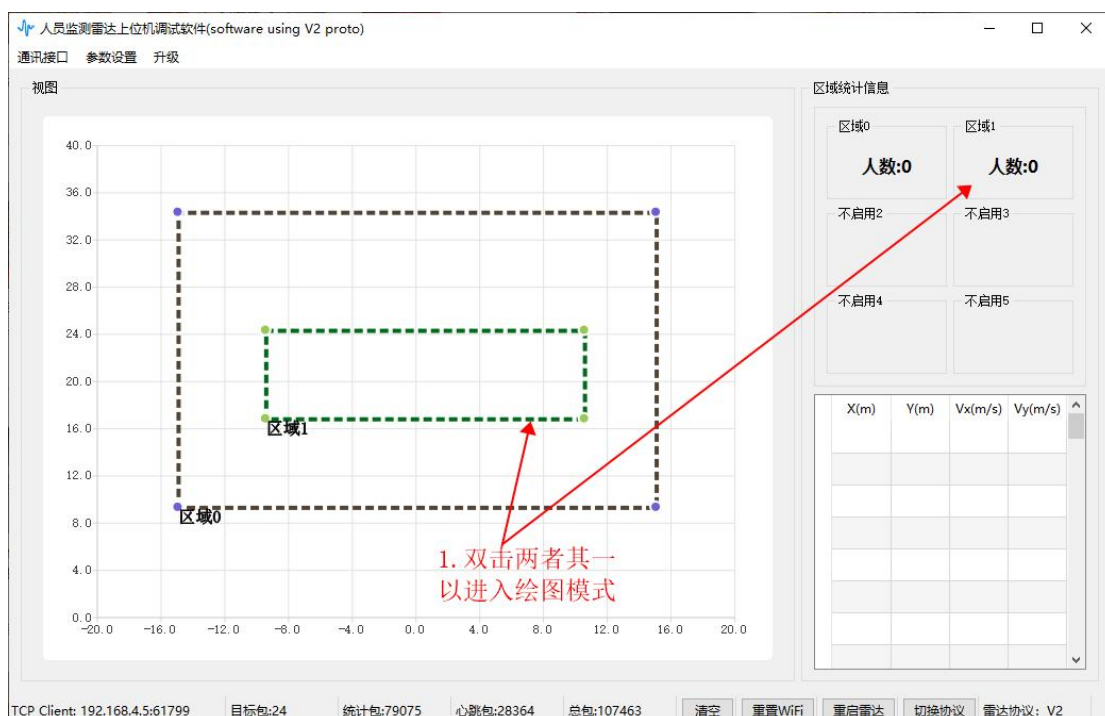 人员监测雷达上位机调试软件(software using V2 proto)
通讯接口 参数设置 升级
视图
40.0
36.0
32.0
28.0
24.0
20.0
16.0
12.0
8.0
4.0
0.0
-20.0 -16.0 -12.0 -8.0 -4.0 0.0 4.0 8.0 12.0 16.0 20.0
区域1
区域0
1.双击两者其一
以进入绘图模式
区域统计信息
区域0 区域1
人数:0 人数:0
不启用2 不启用3
不启用4 不启用5
X(m) Y(m) Vx(m/s) Vy(m/s)
TCP Client: 192.168.4.5:61799 目标包:24 统计包:79075 心跳包:28364 总包:107463 清空 重置WiFi 重启雷达 切换协议 雷达协议: V2